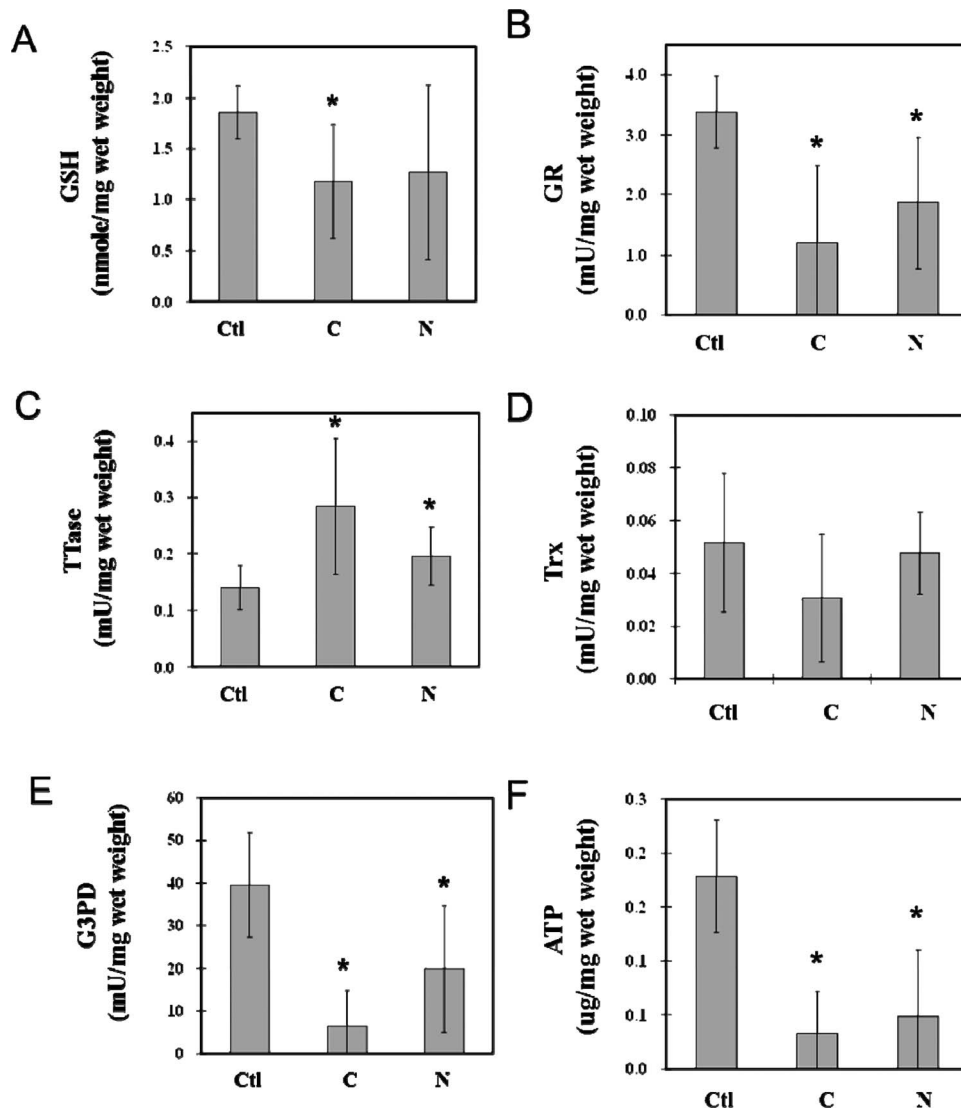 A
GSH
(nmole/mg wet weight)
2.5
2.0
1.5
1.0
0.5
0.0
*
Ctl C N
B
GR
(mU/mg wet weight)
4.0
3.0
2.0
1.0
0.0
* *
Ctl C N
C
TTase
(mU/mg wet weight)
0.4
0.3
0.2
0.1
0.0
* *
Ctl C N
D
Trx
(mU/mg wet weight)
0.10
0.08
0.06
0.04
0.02
0.00
Ctl C N
E
G3PD
(mU/mg wet weight)
60
50
40
30
20
10
0
* *
Ctl C N
F
ATP
(ug/mg wet weight)
0.3
0.2
0.2
0.1
0.1
0.0
* *
Ctl C N